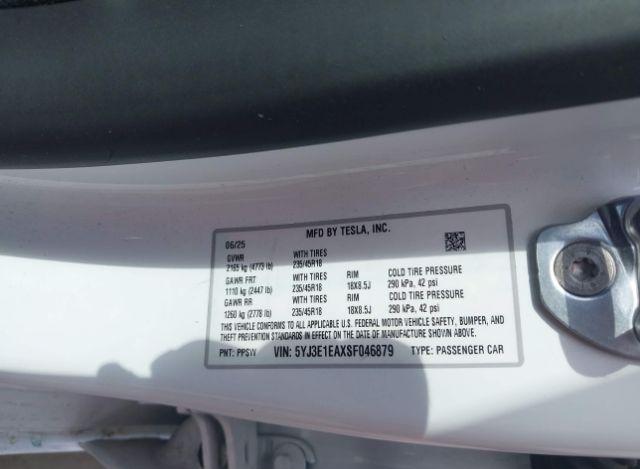 MFD BY TESLA, INC.
06/25
GVWR WITH TIRES
2165 kg (4773 lb) 235/45R18
GAWR FRT WITH TIRES RIM COLD TIRE PRESSURE
1110 kg (2447 lb) 235/45R18 18X8.5J 290 kPa, 42 psi
GAWR RR WITH TIRES RIM COLD TIRE PRESSURE
1260 kg (2778 lb) 235/45R18 18X8.5J 290 kPa, 42 psi
THIS VEHICLE CONFORMS TO ALL APPLICABLE U.S. FEDERAL MOTOR VEHICLE SAFETY, BUMPER, AND
THEFT PREVENTION STANDARDS IN EFFECT ON THE DATE OF MANUFACTURE SHOWN ABOVE.
PNT: PPSW VIN: 5YJ3E1EAXSF046879 TYPE: PASSENGER CAR